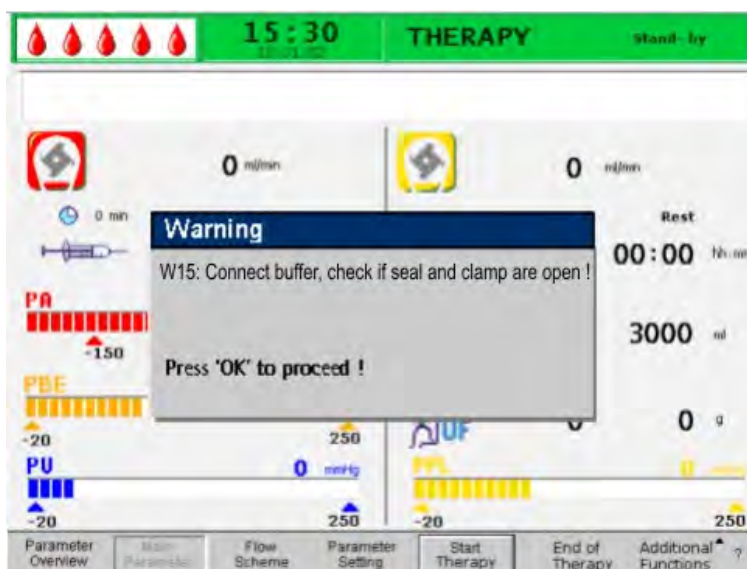 15:30 THERAPY Stand-by
0 ml/min 0 ml/min
0 min Rest
Warning
00:00 hh:mm
W15: Connect buffer, check if seal and clamp are open !
PA
3000 ml
-150
Press 'OK' to proceed !
PBE
UF 0 g
-20 250
PU 0 mmHg
-20 250 -20 250
Parameter Overview
Flow Scheme
Parameter Setting
Start Therapy
End of Therapy
Additional Functions ?